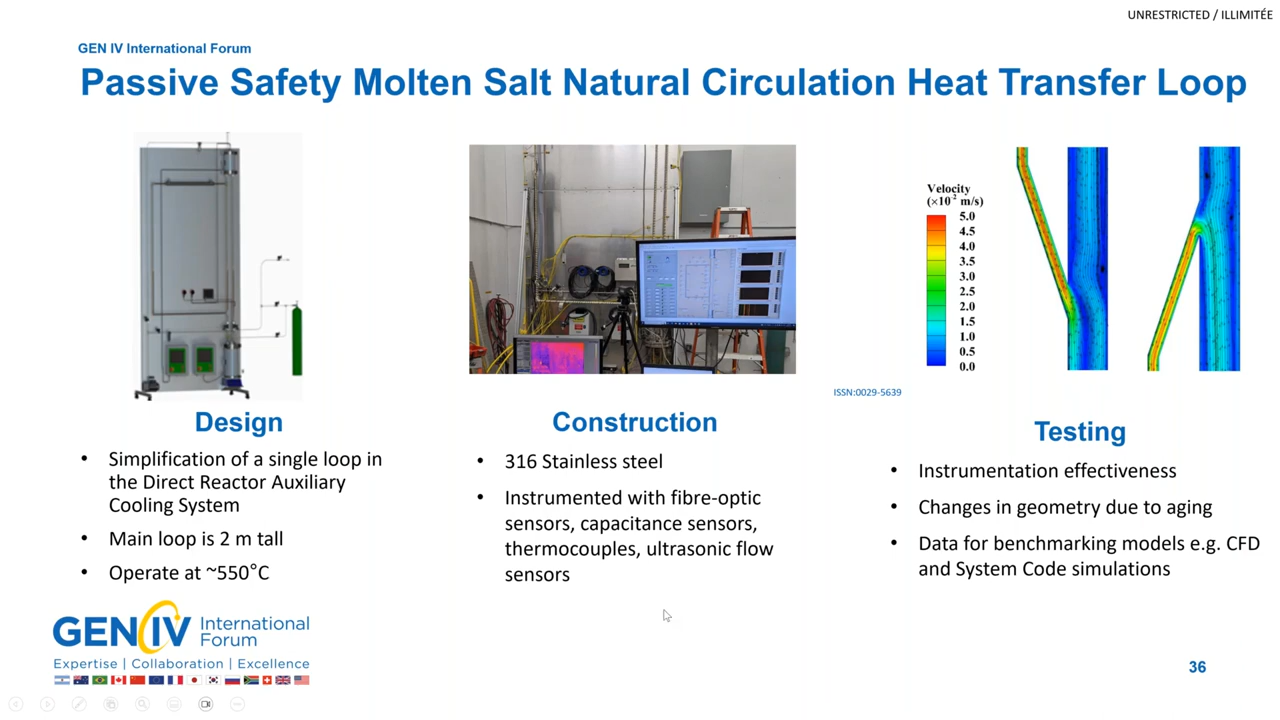 UNRESTRICTED / ILLIMITÉE
GEN IV International Forum
Passive Safety Molten Salt Natural Circulation Heat Transfer Loop
Velocity
(×10⁻² m/s)
5.0
4.5
4.0
3.5
3.0
2.5
2.0
1.5
1.0
0.5
0.0
ISSN:0029-5639
Design
• Simplification of a single loop in
the Direct Reactor Auxiliary
Cooling System
• Main loop is 2 m tall
• Operate at ~550°C
Construction
• 316 Stainless steel
• Instrumented with fibre-optic
sensors, capacitance sensors,
thermocouples, ultrasonic flow
sensors
Testing
• Instrumentation effectiveness
• Changes in geometry due to aging
• Data for benchmarking models e.g. CFD
and System Code simulations
GEN IV International
Forum
Expertise | Collaboration | Excellence
36